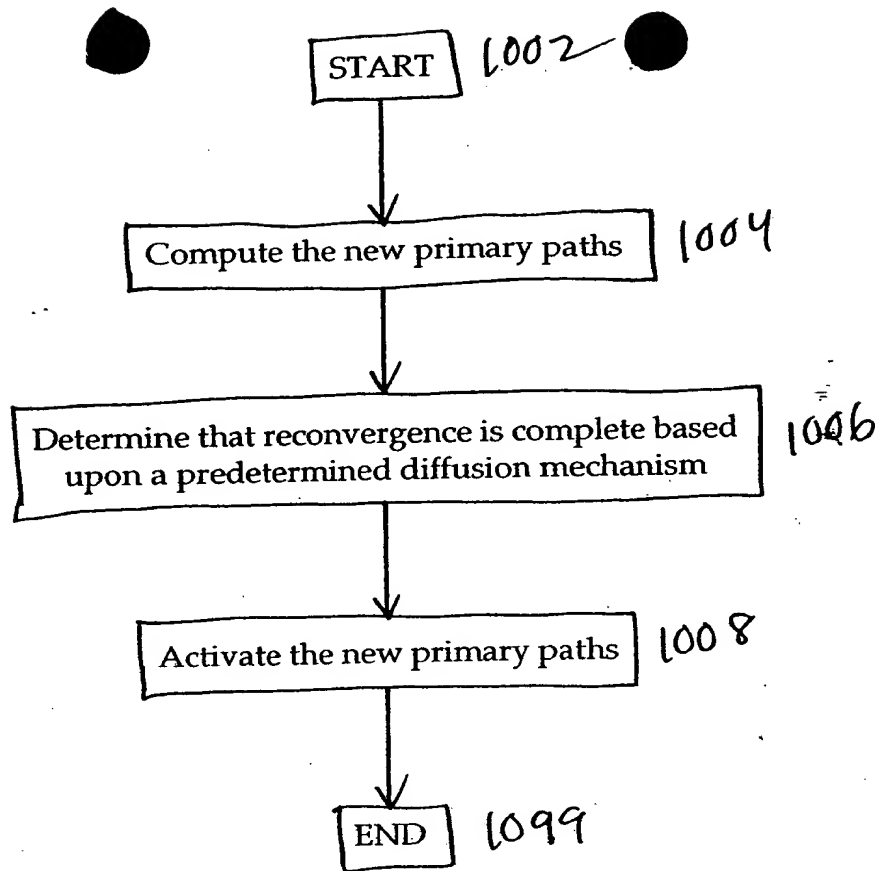 START 1002
Compute the new primary paths 1004
Determine that reconvergence is complete based
upon a predetermined diffusion mechanism 1006
Activate the new primary paths 1008
END 1099